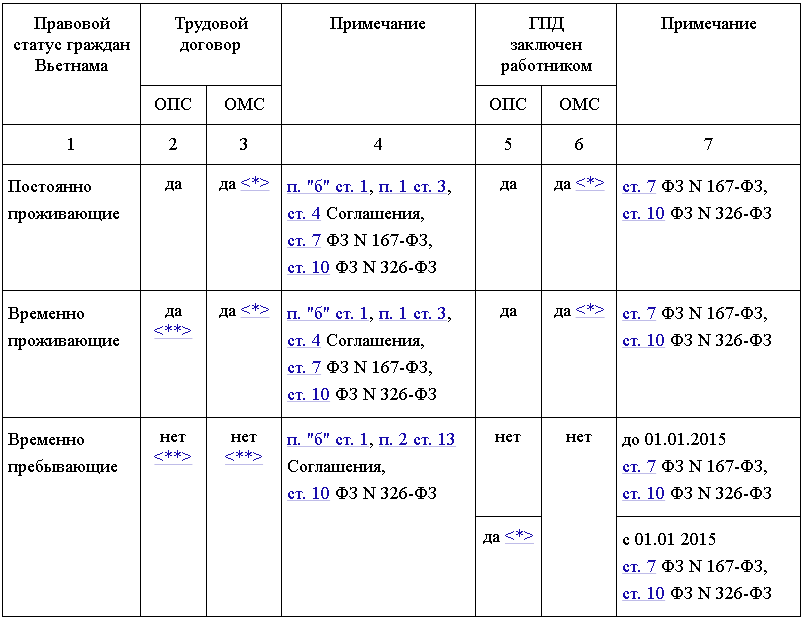 Правовой
статус граждан
Вьетнама
Трудовой
договор
Примечание
ГПД
заключен
работником
Примечание
ОПС
ОМС
ОПС
ОМС
1
2
3
4
5
6
7
Постоянно
проживающие
да
да <*>
п. "б" ст. 1, п. 1 ст. 3,
ст. 4 Соглашения,
ст. 7 ФЗ N 167-ФЗ,
ст. 10 ФЗ N 326-ФЗ
да
да <*>
ст. 7 ФЗ N 167-ФЗ,
ст. 10 ФЗ N 326-ФЗ
Временно
проживающие
да
<**>
да <*>
п. "б" ст. 1, п. 1 ст. 3,
ст. 4 Соглашения,
ст. 7 ФЗ N 167-ФЗ,
ст. 10 ФЗ N 326-ФЗ
да
да <*>
ст. 7 ФЗ N 167-ФЗ,
ст. 10 ФЗ N 326-ФЗ
Временно
пребывающие
нет
<**>
нет
<**>
п. "б" ст. 1, п. 2 ст. 13
Соглашения,
ст. 10 ФЗ N 326-ФЗ
нет
нет
до 01.01.2015
ст. 7 ФЗ N 167-ФЗ,
ст. 10 ФЗ N 326-ФЗ
да <*>
с 01.01 2015
ст. 7 ФЗ N 167-ФЗ,
ст. 10 ФЗ N 326-ФЗ